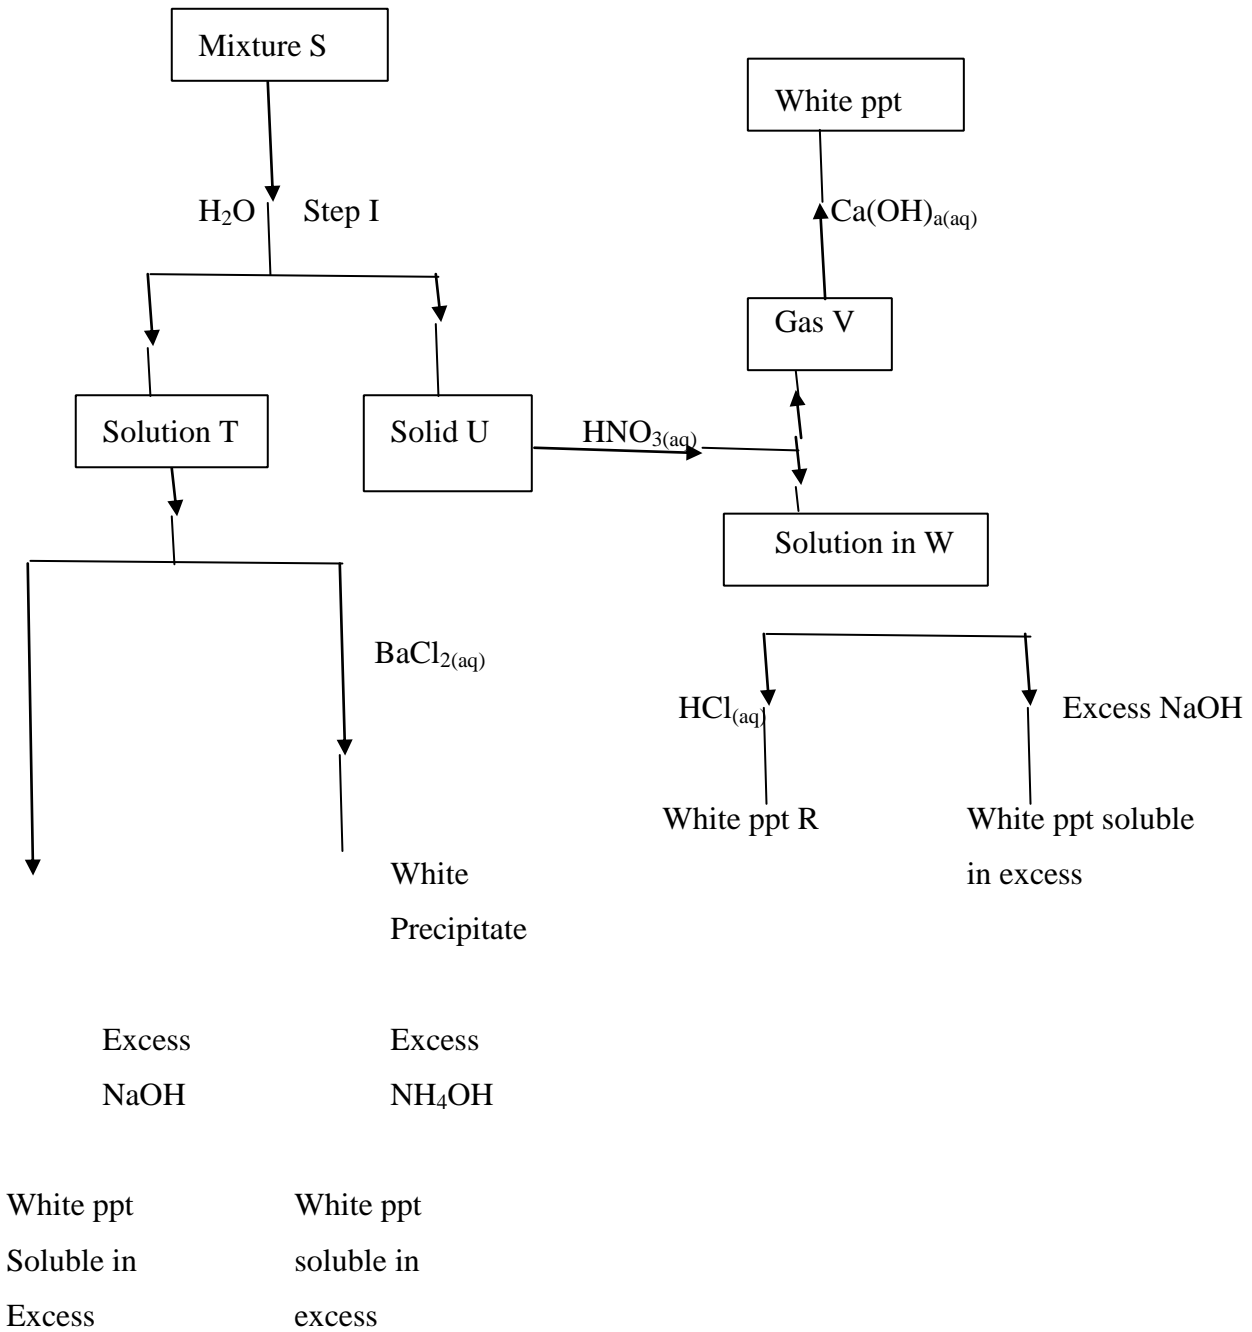 Mixture S
White ppt
H₂O Step I
Ca(OH)ₐ₍ₐq₎
Gas V
Solution T
Solid U
HNO₃₍ₐq₎
Solution in W
BaCl₂₍ₐq₎
HCl₍ₐq₎
Excess NaOH
White ppt R
White ppt soluble
in excess
White
Precipitate
Excess
NaOH
Excess
NH₄OH
White ppt
Soluble in
Excess
White ppt
soluble in
excess